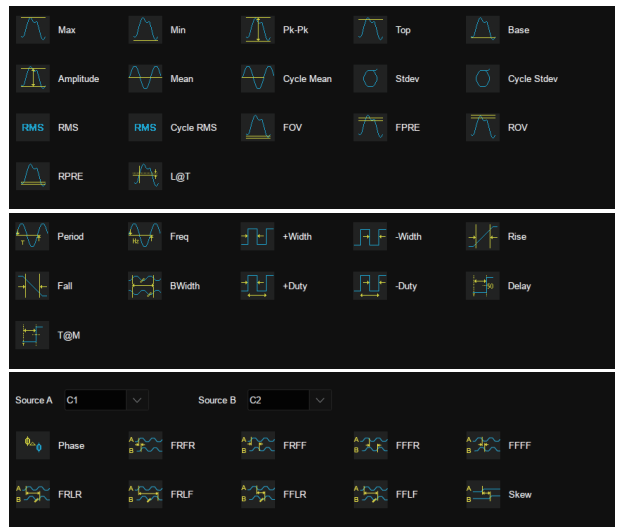 Max Min Pk-Pk Top Base
Amplitude Mean Cycle Mean Stdev Cycle Stdev
RMS RMS RMS Cycle RMS FOV FPRE ROV
RPRE L@T
T Period Hz Freq +Width -Width Rise
Fall BWidth +Duty -Duty 50 Delay
T@M
Source A C1 Source B C2
ϕ ϕ Phase A B FRFR A B FRFF A B FFFR A B FFFF
A B FRLR A B FRLF A B FFLR A B FFLF A B Skew